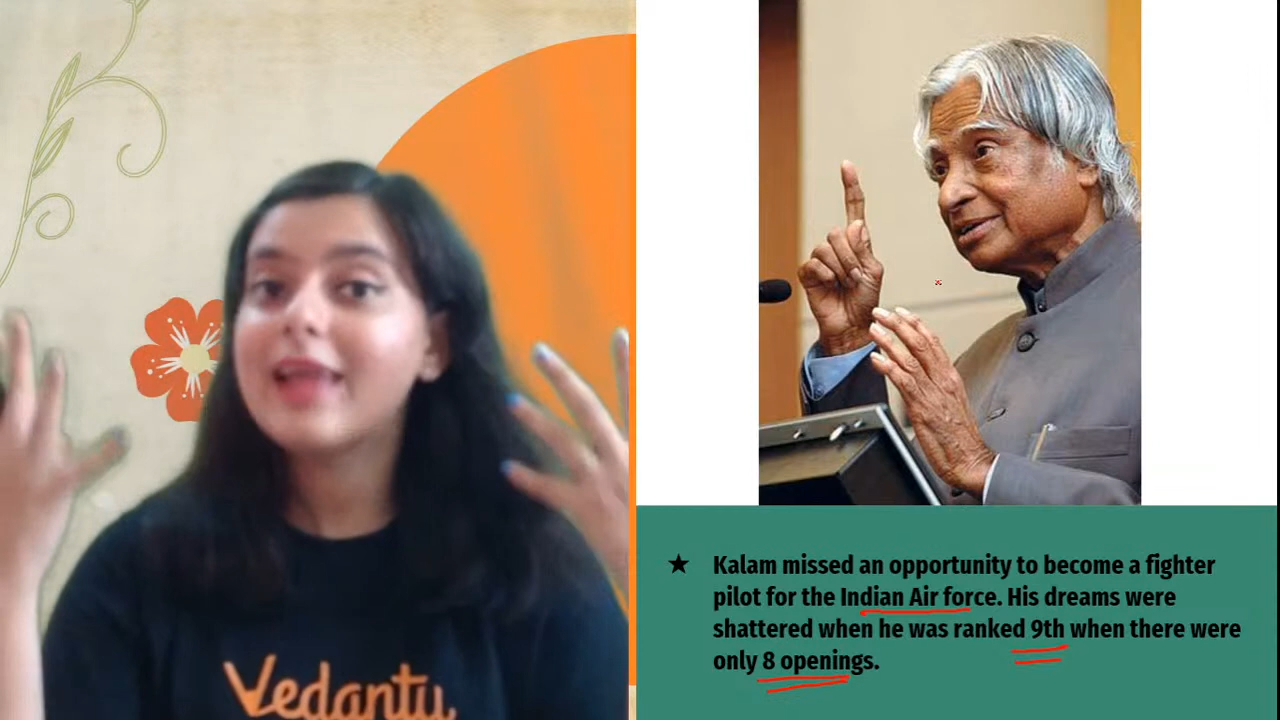 Vedantu
★ Kalam missed an opportunity to become a fighter
pilot for the Indian Air force. His dreams were
shattered when he was ranked 9th when there were
only 8 openings.